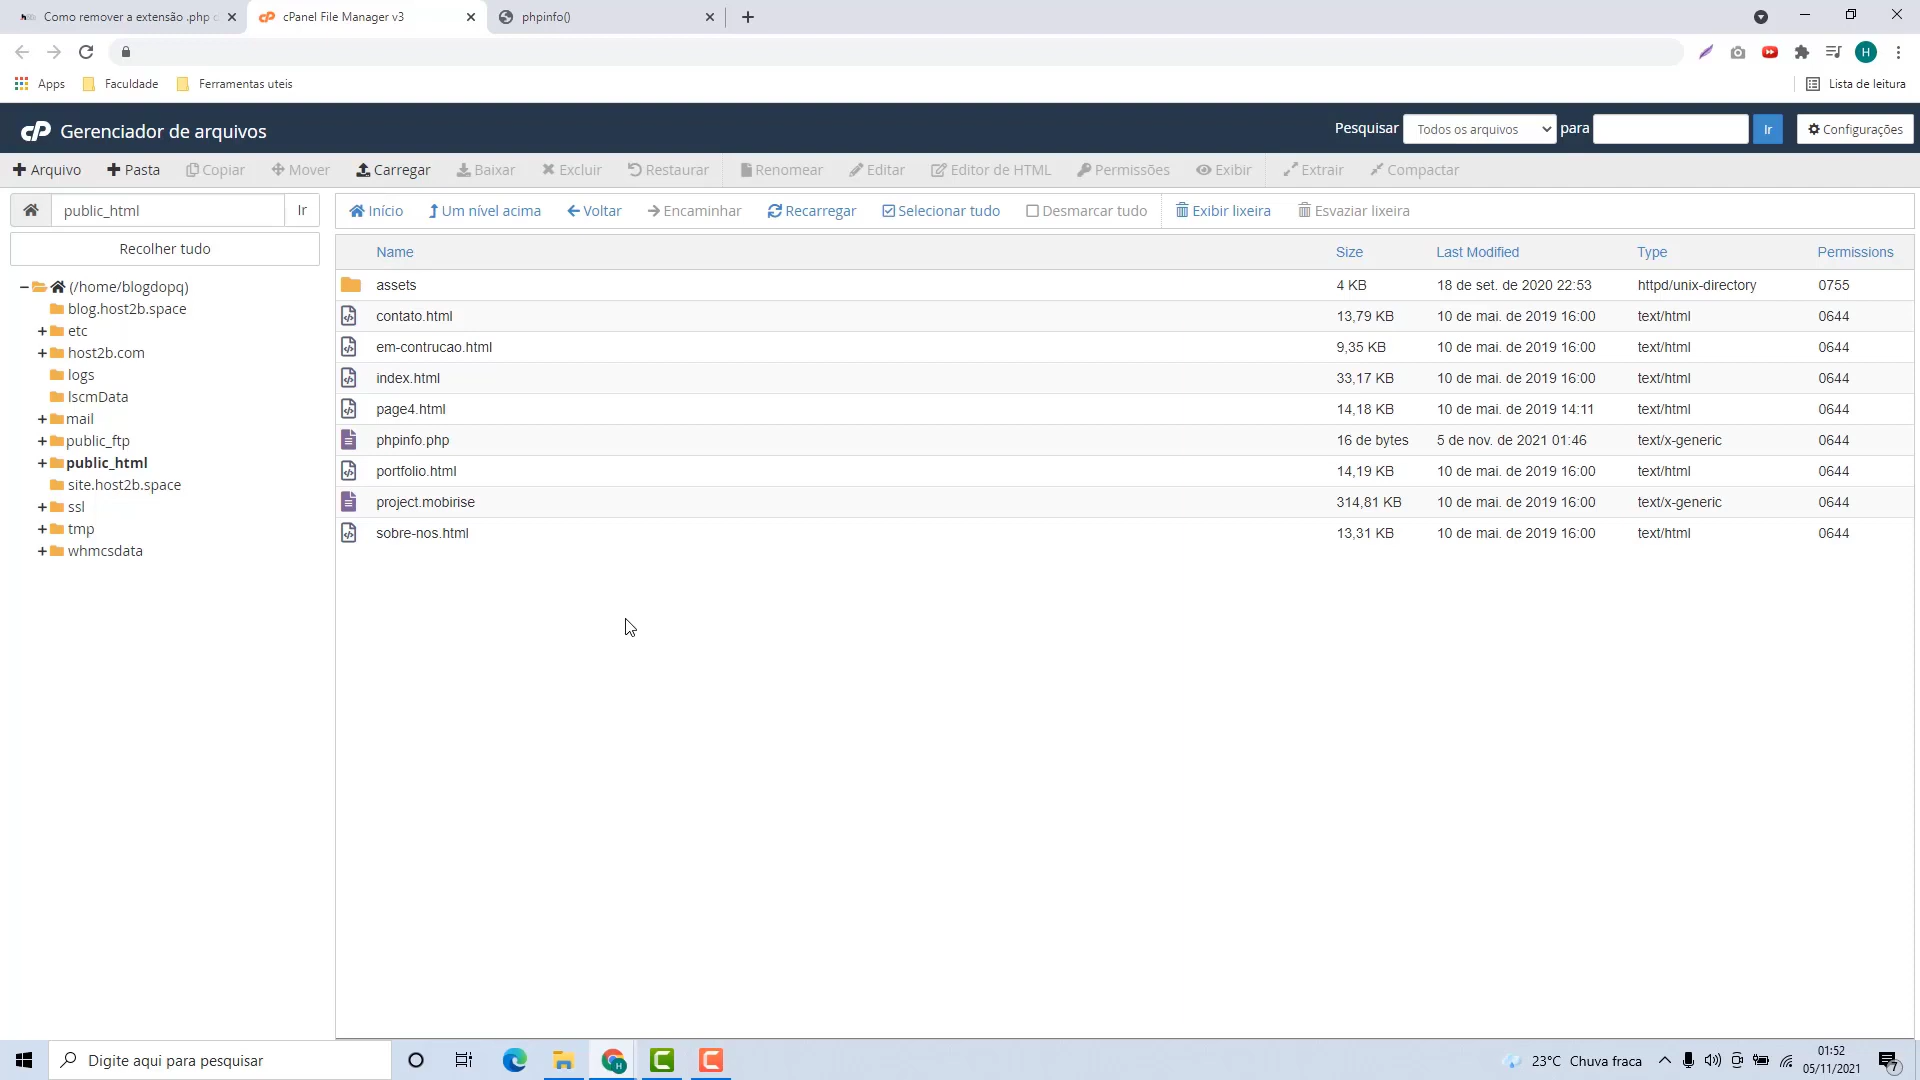 Como remover a extensão .php
cPanel File Manager v3
phpinfo()
H
Apps
Faculdade
Ferramentas uteis
Lista de leitura
cP Gerenciador de arquivos
Pesquisar
Todos os arquivos
para
Ir
Configurações
Arquivo
Pasta
Copiar
Mover
Carregar
Baixar
Excluir
Restaurar
Renomear
Editar
Editor de HTML
Permissões
Exibir
Extrair
Compactar
public_html
Ir
Início
Um nível acima
Voltar
Encaminhar
Recarregar
Selecionar tudo
Desmarcar tudo
Exibir lixeira
Esvaziar lixeira
Recolher tudo
(/home/blogdopq)
blog.host2b.space
etc
host2b.com
logs
lscmData
mail
public_ftp
public_html
site.host2b.space
ssl
tmp
whmcsdata
Name Size Last Modified Type Permissions
assets 4 KB 18 de set. de 2020 22:53 httpd/unix-directory 0755
contato.html 13,79 KB 10 de mai. de 2019 16:00 text/html 0644
em-contrucao.html 9,35 KB 10 de mai. de 2019 16:00 text/html 0644
index.html 33,17 KB 10 de mai. de 2019 16:00 text/html 0644
page4.html 14,18 KB 10 de mai. de 2019 14:11 text/html 0644
phpinfo.php 16 de bytes 5 de nov. de 2021 01:46 text/x-generic 0644
portfolio.html 14,19 KB 10 de mai. de 2019 16:00 text/html 0644
project.mobirise 314,81 KB 10 de mai. de 2019 16:00 text/x-generic 0644
sobre-nos.html 13,31 KB 10 de mai. de 2019 16:00 text/html 0644
Digite aqui para pesquisar
23°C Chuva fraca
01:52
05/11/2021
7